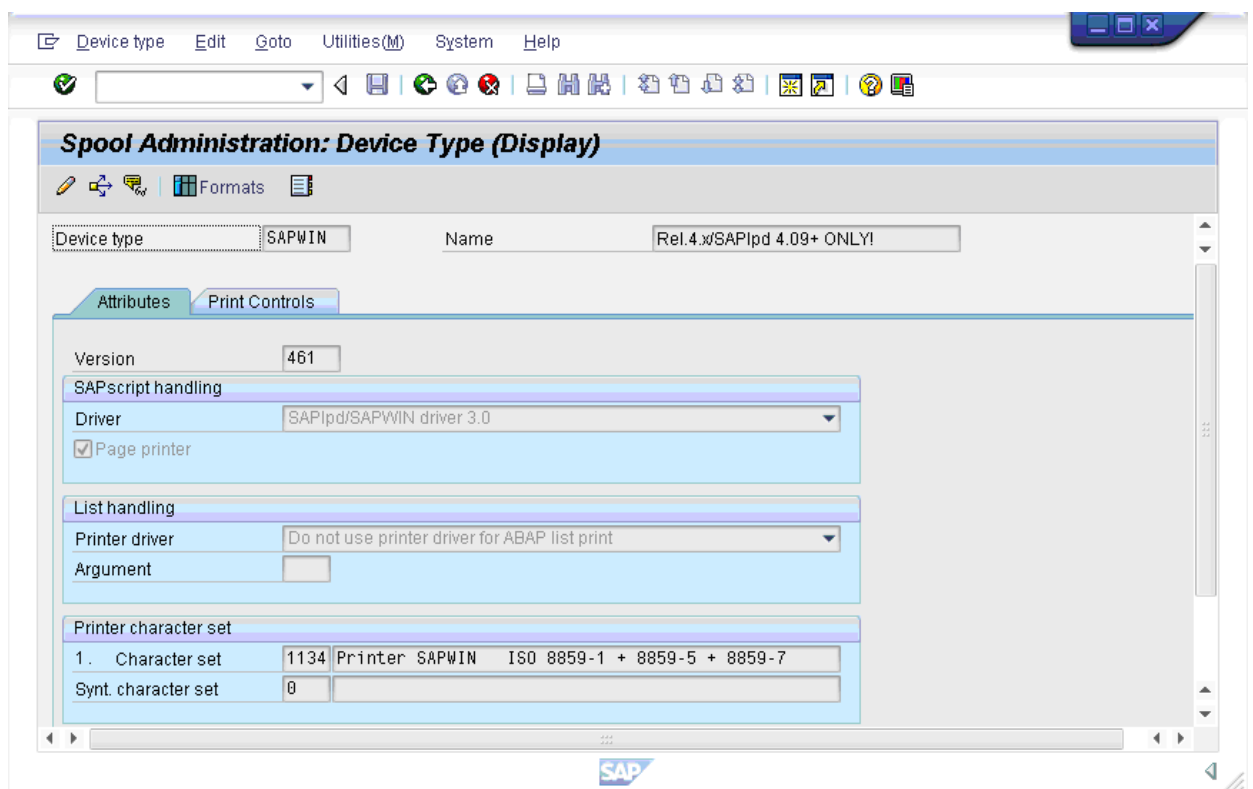 Device type Edit Goto Utilities(M) System Help
Spool Administration: Device Type (Display)
Formats
Device type SAPWIN Name Rel.4.x/SAPlpd 4.09+ ONLY!
Attributes Print Controls
Version 461
SAPscript handling
Driver SAPlpd/SAPWIN driver 3.0
Page printer
List handling
Printer driver Do not use printer driver for ABAP list print
Argument
Printer character set
1. Character set 1134 Printer SAPWIN ISO 8859-1 + 8859-5 + 8859-7
Synt. character set 0
SAP